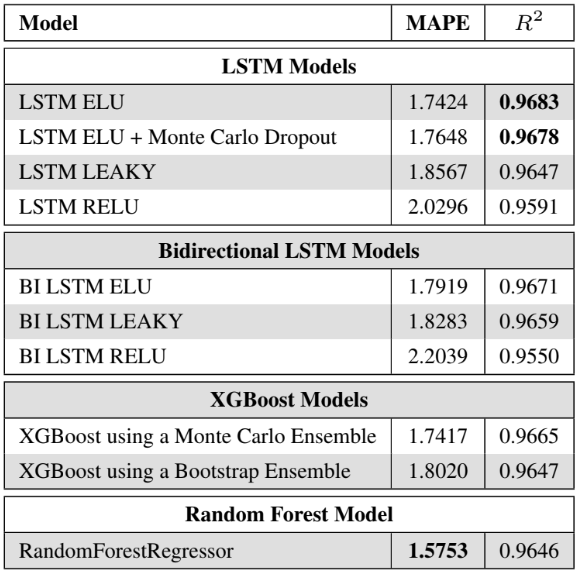 Model MAPE R²
LSTM Models
LSTM ELU 1.7424 0.9683
LSTM ELU + Monte Carlo Dropout 1.7648 0.9678
LSTM LEAKY 1.8567 0.9647
LSTM RELU 2.0296 0.9591
Bidirectional LSTM Models
BI LSTM ELU 1.7919 0.9671
BI LSTM LEAKY 1.8283 0.9659
BI LSTM RELU 2.2039 0.9550
XGBoost Models
XGBoost using a Monte Carlo Ensemble 1.7417 0.9665
XGBoost using a Bootstrap Ensemble 1.8020 0.9647
Random Forest Model
RandomForestRegressor 1.5753 0.9646